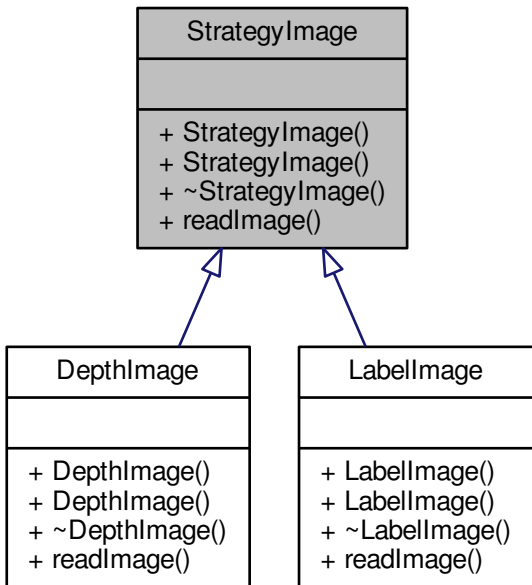 StrategyImage
+ StrategyImage()
+ StrategyImage()
+ ~StrategyImage()
+ readImage()
DepthImage
+ DepthImage()
+ DepthImage()
+ ~DepthImage()
+ readImage()
LabelImage
+ LabelImage()
+ LabelImage()
+ ~LabelImage()
+ readImage()